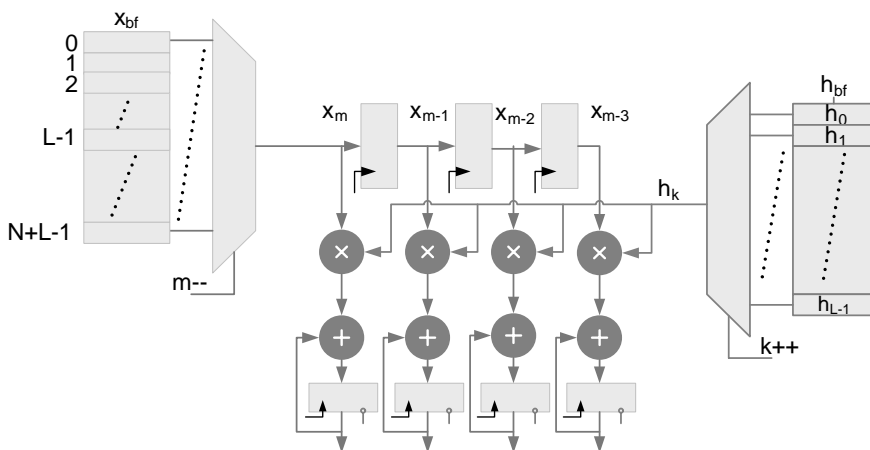 x_bf
0
1
2
L-1
N+L-1
m--
x_m
x_m-1
x_m-2
x_m-3
h_k
h_bf
h_0
h_1
h_L-1
k++